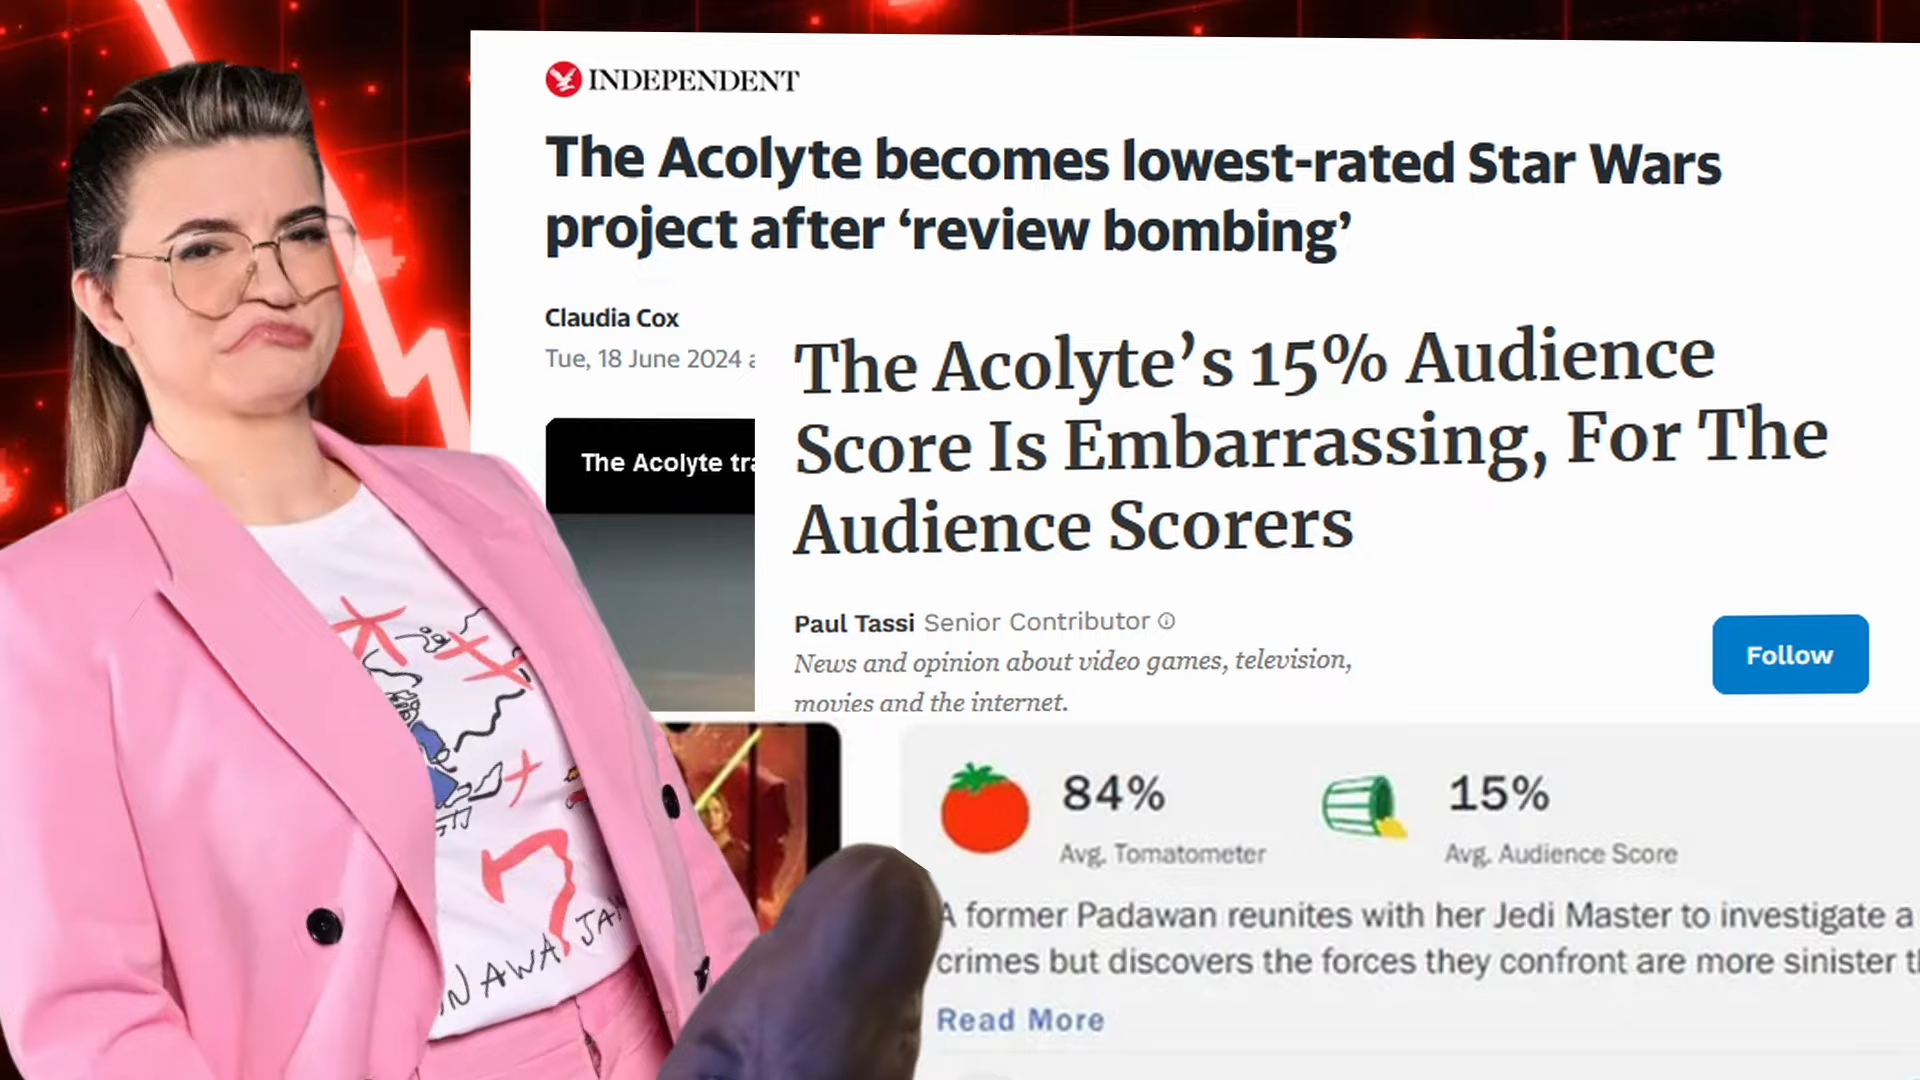 INDEPENDENT
The Acolyte becomes lowest-rated Star Wars
project after ‘review bombing’
Claudia Cox
Tue, 18 June 2024
The Acolyte
The Acolyte’s 15% Audience
Score Is Embarrassing, For The
Audience Scorers
Paul Tassi Senior Contributor
News and opinion about video games, television,
movies and the internet.
Follow
84%
Avg. Tomatometer
15%
Avg. Audience Score
A former Padawan reunites with her Jedi Master to investigate a
crimes but discovers the forces they confront are more sinister
Read More